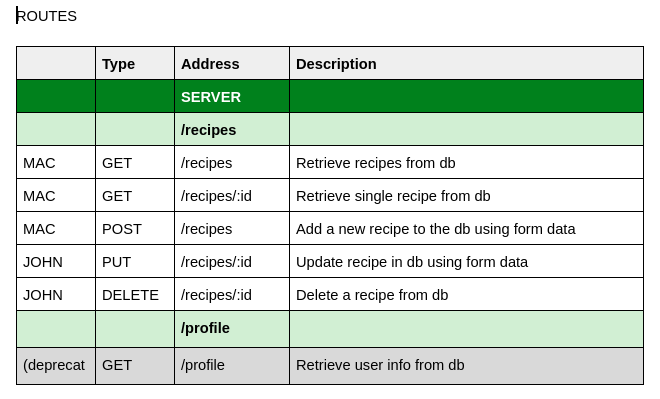 ROUTES
Type Address Description
SERVER
/recipes
MAC GET /recipes Retrieve recipes from db
MAC GET /recipes/:id Retrieve single recipe from db
MAC POST /recipes Add a new recipe to the db using form data
JOHN PUT /recipes/:id Update recipe in db using form data
JOHN DELETE /recipes/:id Delete a recipe from db
/profile
(deprecat GET /profile Retrieve user info from db